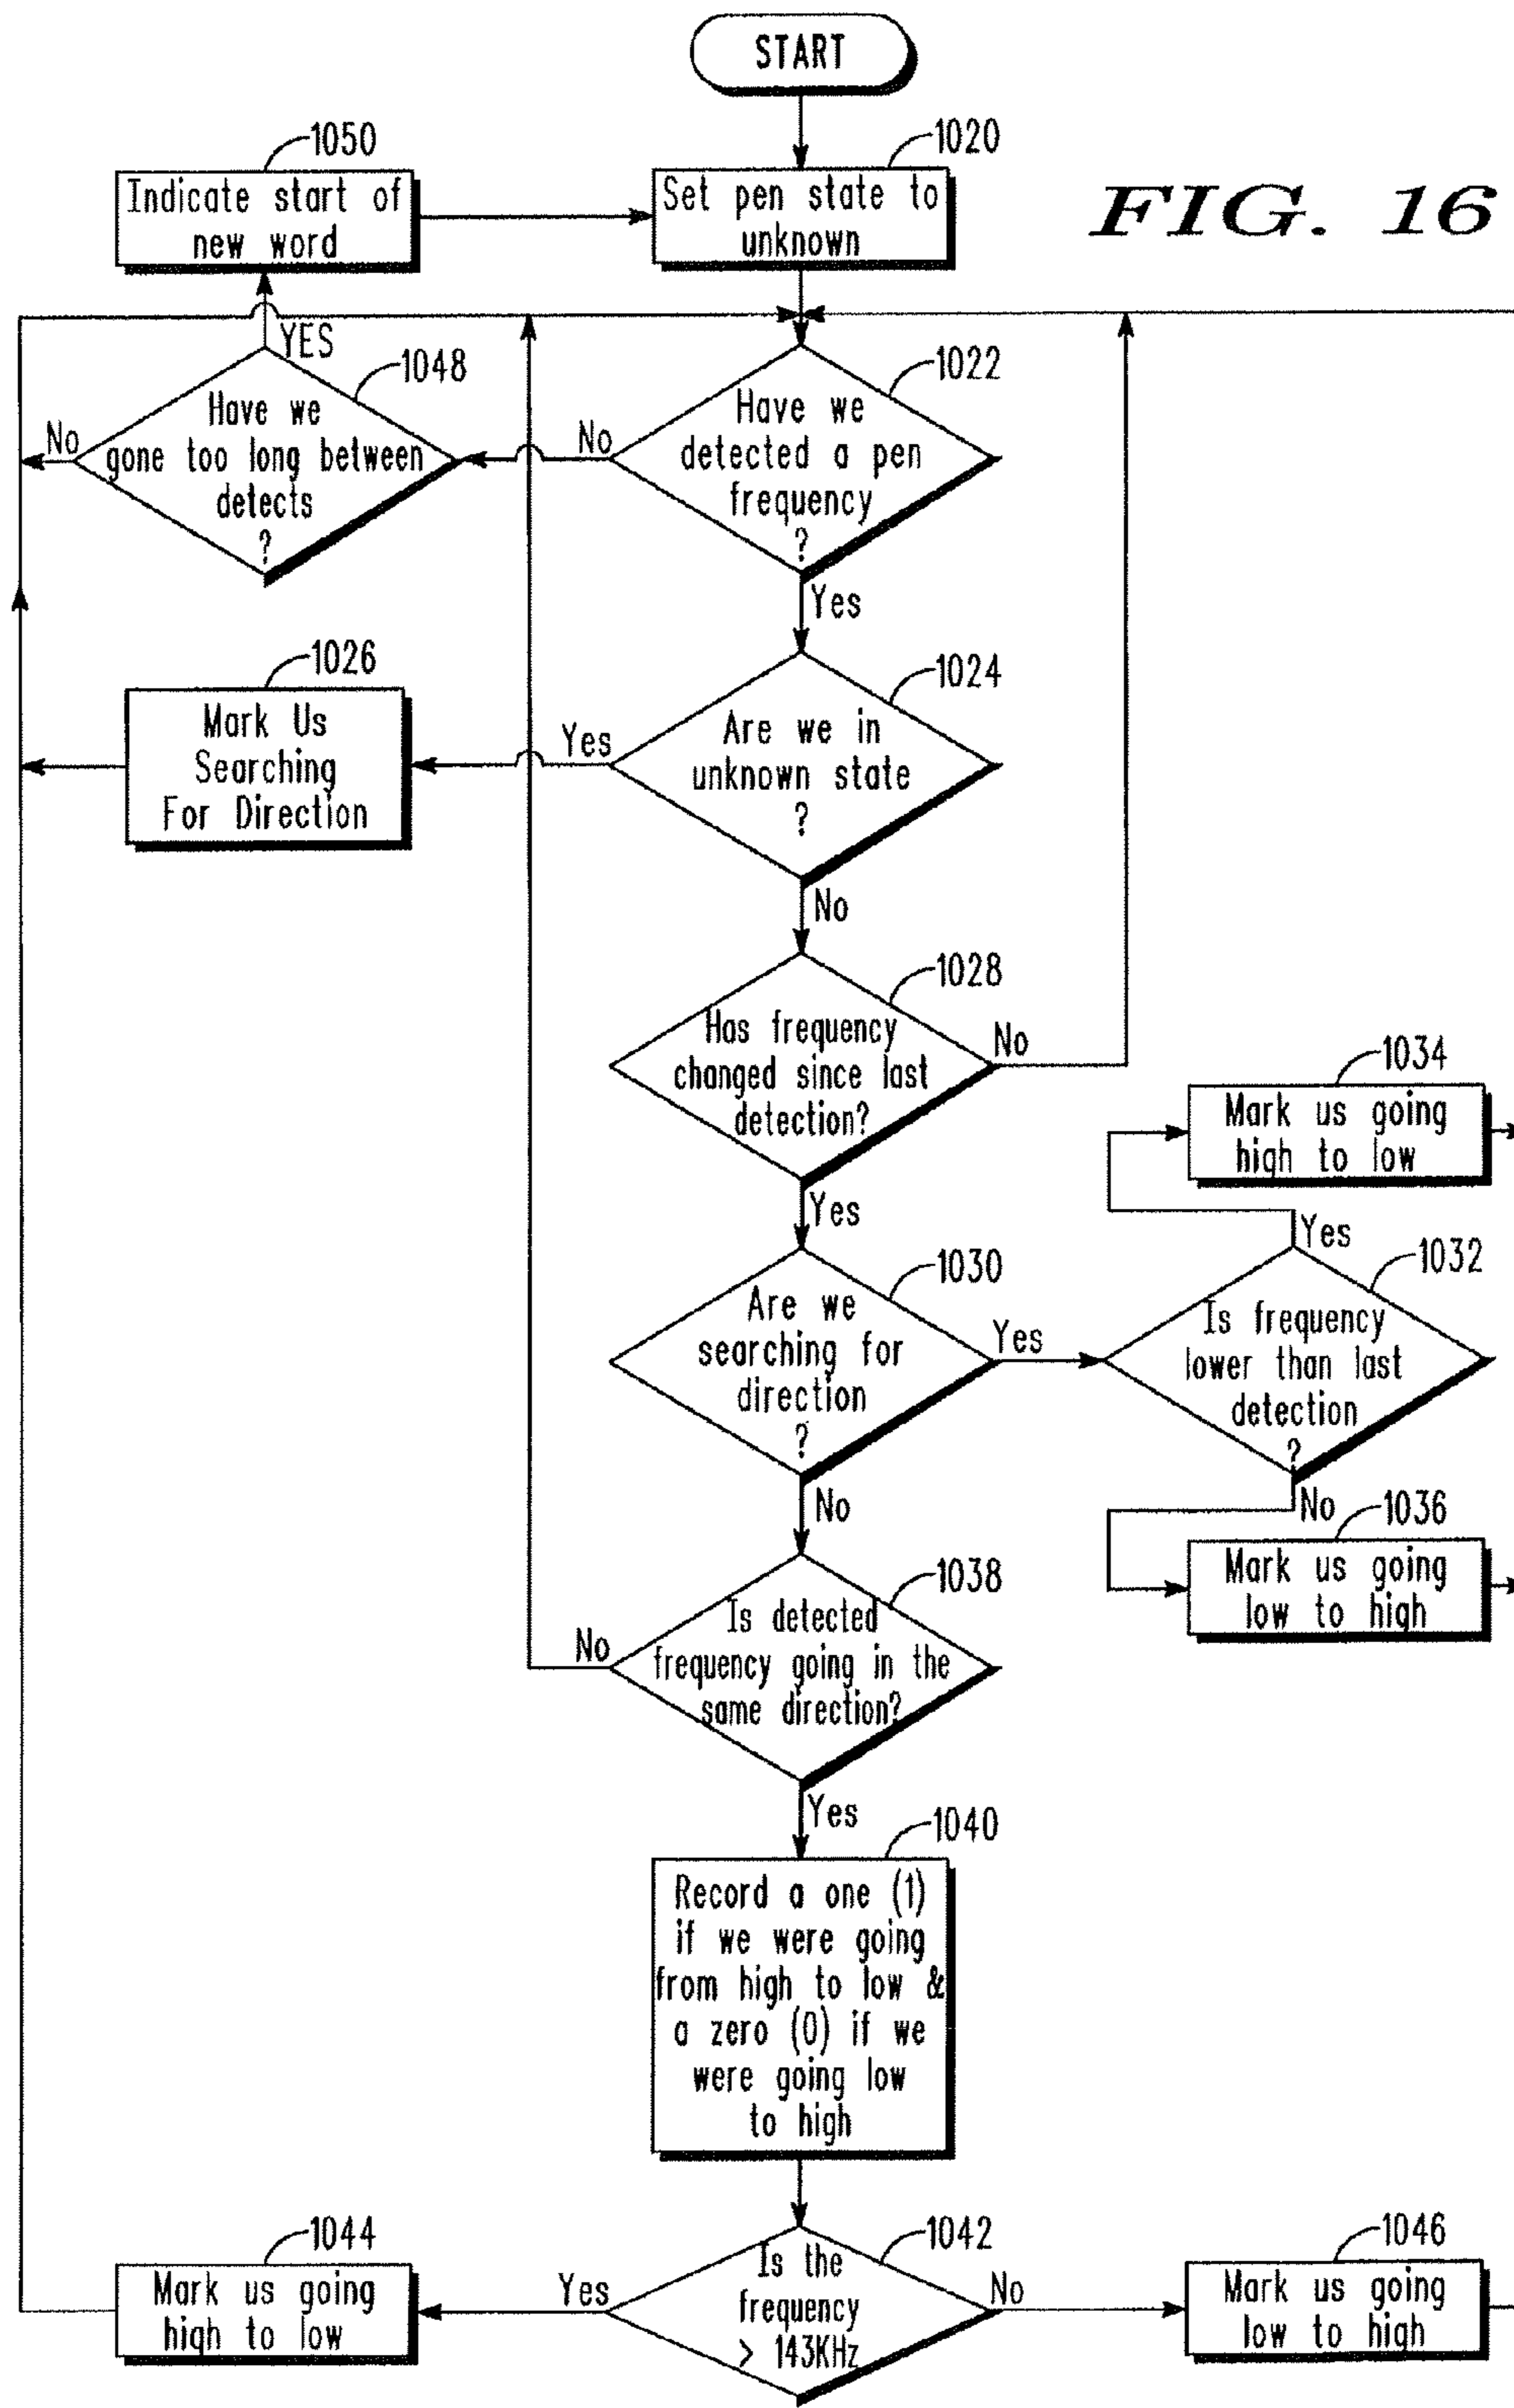 START
1050
1020
Indicate start of
new word
Set pen state to
unknown
FIG. 16
YES
1048
1022
Have we
gone too long between
detects
?
No
No
Have we
detected a pen
frequency
?
Yes
1026
1024
Mark Us
Searching
For Direction
Yes
Are we in
unknown state
?
No
1028
Has frequency
changed since last
detection?
No
Yes
1034
Mark us going
high to low
Yes
1030
Are we
searching for
direction
?
Yes
1032
Is frequency
lower than last
detection
?
No
No
1036
Mark us going
low to high
1038
Is detected
frequency going in the
same direction?
No
Yes
1040
Record a one (1)
if we were going
from high to low &
a zero (0) if we
were going low
to high
1044
1042
1046
Mark us going
high to low
Yes
Is the
frequency
> 143KHz
No
Mark us going
low to high